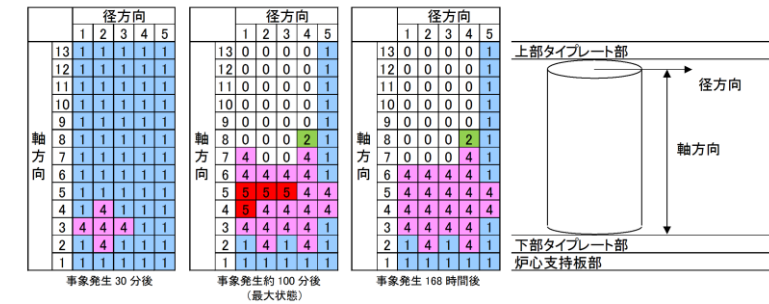 径方向
1 2 3 4 5
13 1 1 1 1 1
12 1 1 1 1 1
11 1 1 1 1 1
10 1 1 1 1 1
9 1 1 1 1 1
8 1 1 1 1 1
7 1 1 1 1 1
6 1 1 1 1 1
5 1 1 1 1 1
4 1 4 1 1 1
3 4 4 4 1 1
2 1 4 1 1 1
1 1 1 1 1 1
軸方向
事象発生 30 分後
径方向
1 2 3 4 5
13 0 0 0 0 1
12 0 0 0 0 1
11 0 0 0 0 1
10 0 0 0 0 1
9 0 0 0 0 1
8 0 0 0 2 1
7 4 0 0 4 1
6 4 4 4 4 1
5 5 5 5 4 4
4 5 4 4 4 4
3 4 4 4 4 1
2 1 4 1 4 1
1 1 1 1 1 1
軸方向
事象発生約 100 分後
（最大状態）
径方向
1 2 3 4 5
13 0 0 0 0 1
12 0 0 0 0 1
11 0 0 0 0 1
10 0 0 0 0 1
9 0 0 0 0 1
8 0 0 0 2 1
7 0 0 0 4 1
6 4 4 4 4 1
5 4 4 4 4 4
4 4 4 4 4 4
3 4 4 4 4 1
2 1 4 1 4 1
1 1 1 1 1 1
軸方向
事象発生 168 時間後
上部タイプレート部
径方向
軸方向
下部タイプレート部
炉心支持板部